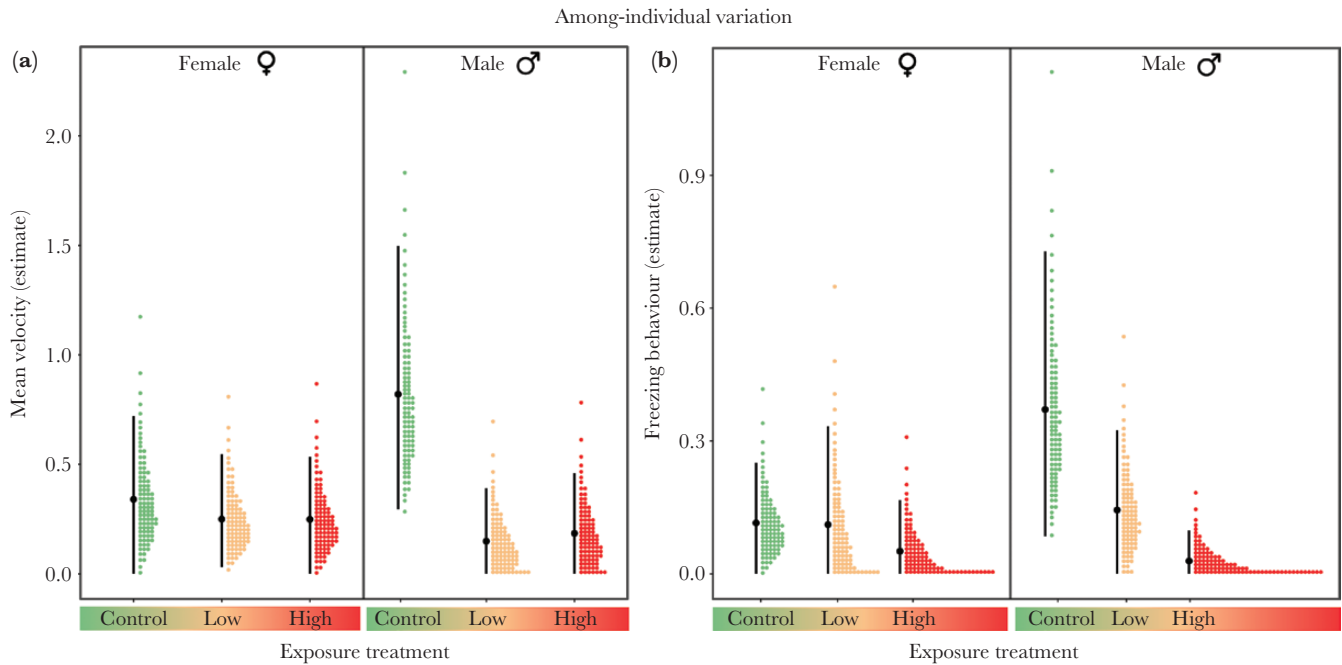 Among-individual variation
(a)
Female ♀
Male ♂
2.0
1.5
1.0
0.5
0.0
Mean velocity (estimate)
Control Low High
Control Low High
Exposure treatment
(b)
Female ♀
Male ♂
0.9
0.6
0.3
0.0
Freezing behaviour (estimate)
Control Low High
Control Low High
Exposure treatment